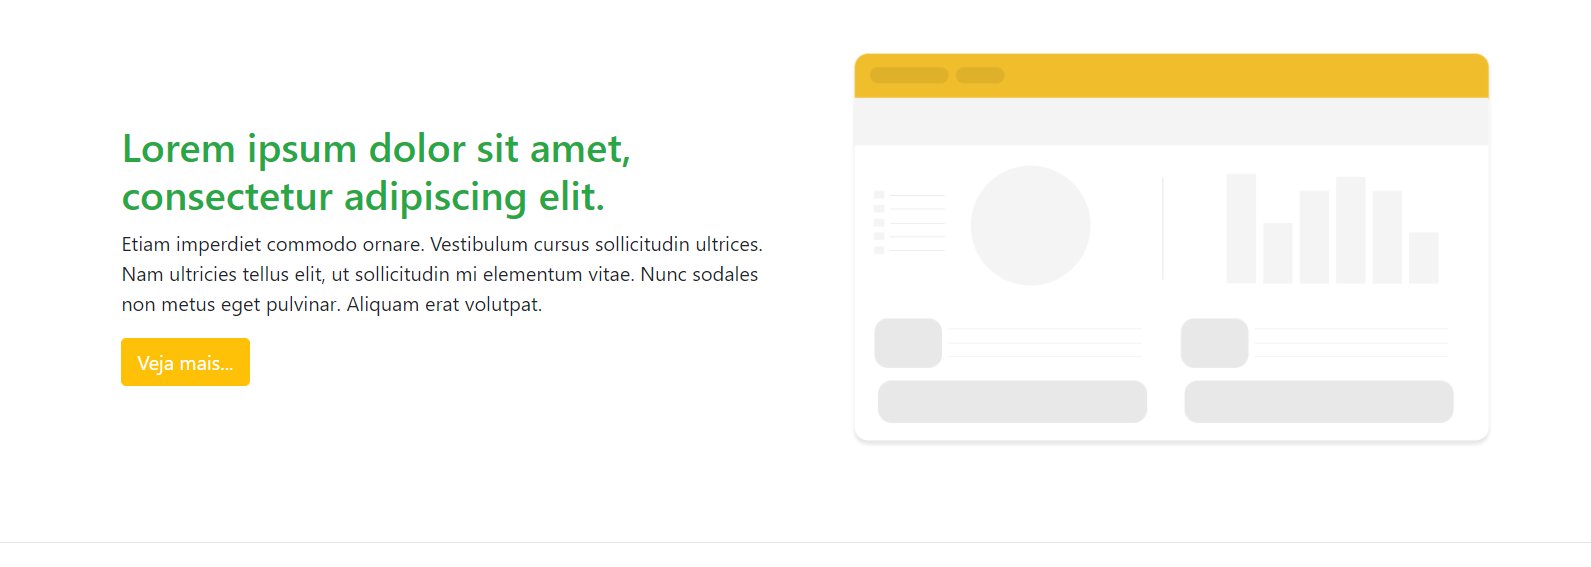 Lorem ipsum dolor sit amet,
consectetur adipiscing elit.
Etiam imperdiet commodo ornare. Vestibulum cursus sollicitudin ultrices.
Nam ultricies tellus elit, ut sollicitudin mi elementum vitae. Nunc sodales
non metus eget pulvinar. Aliquam erat volutpat.
Veja mais...